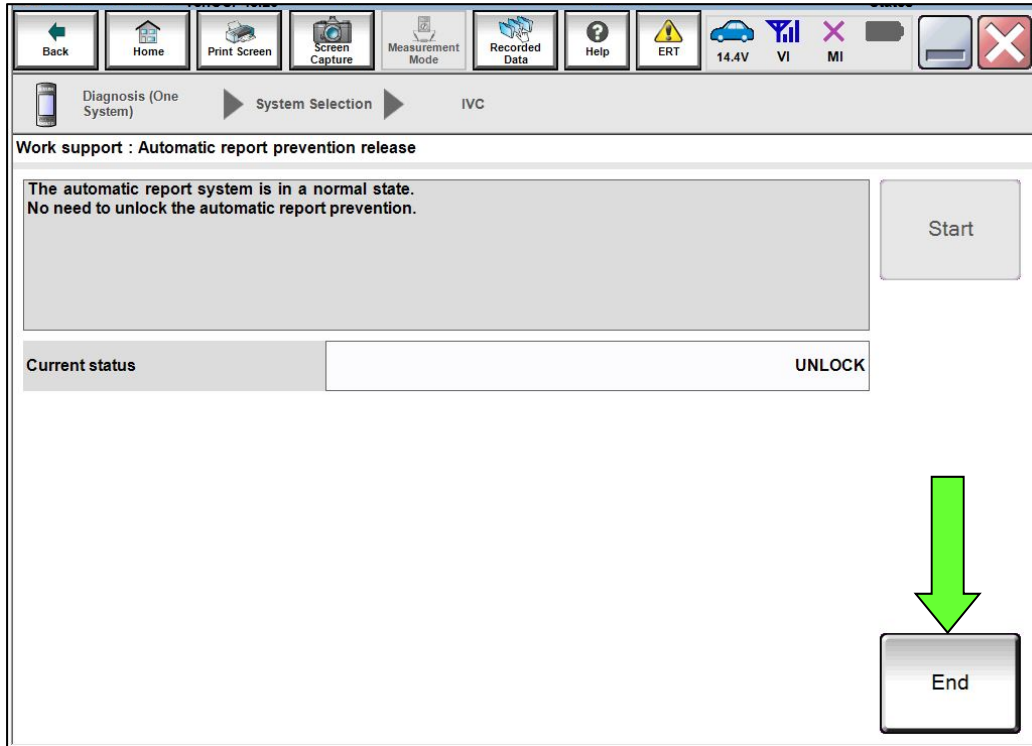 Back
Home
Print Screen
Screen
Capture
Measurement
Mode
Recorded
Data
Help
ERT
14.4V
VI
MI
Diagnosis (One
System)
System Selection
IVC
Work support : Automatic report prevention release
The automatic report system is in a normal state.
No need to unlock the automatic report prevention.
Start
Current status
UNLOCK
End